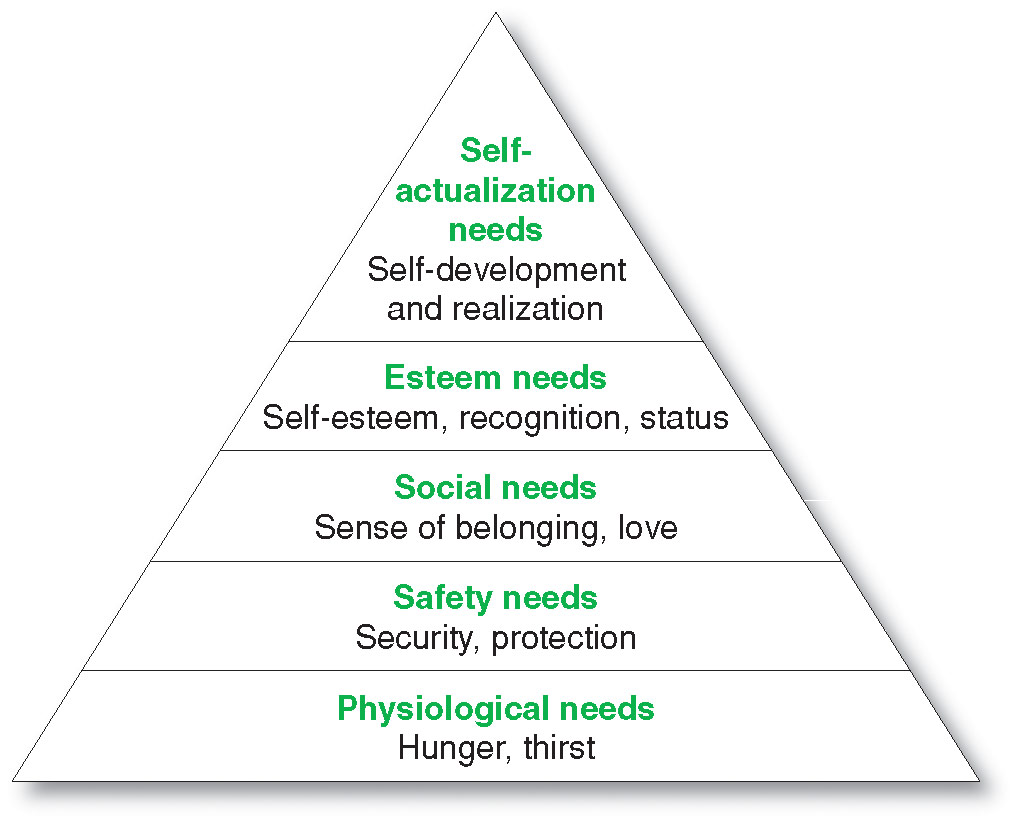 Self-
actualization
needs
Self-development
and realization
Esteem needs
Self-esteem, recognition, status
Social needs
Sense of belonging, love
Safety needs
Security, protection
Physiological needs
Hunger, thirst